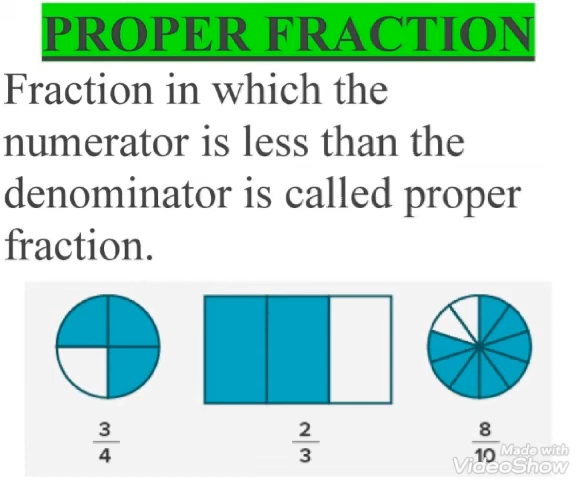 PROPER FRACTION
Fraction in which the
numerator is less than the
denominator is called proper
fraction.
3
4
2
3
8
10
Made with
VideoShow